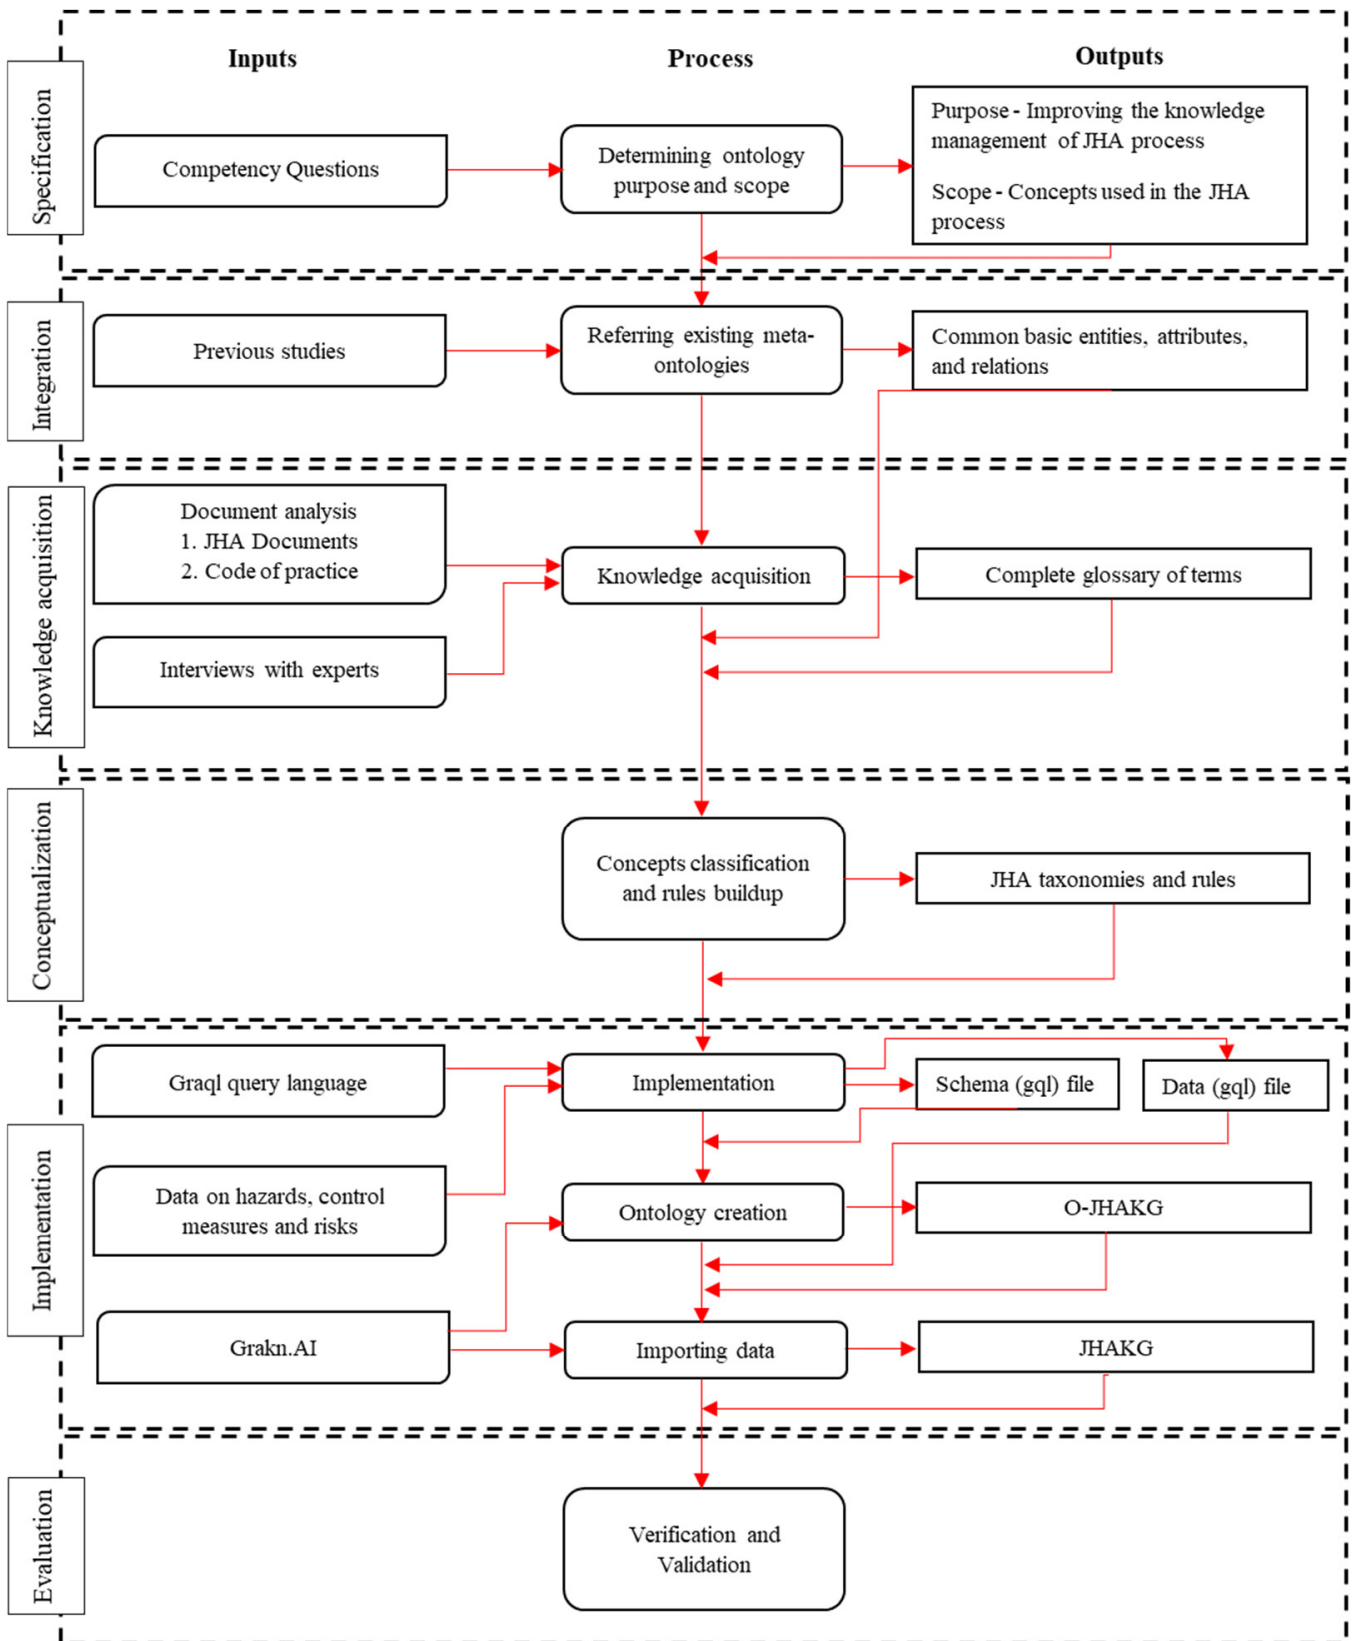 Inputs
Process
Outputs
Specification
Competency Questions
Determining ontology
purpose and scope
Purpose - Improving the knowledge
management of JHA process
Scope - Concepts used in the JHA
process
Integration
Previous studies
Referring existing meta-
ontologies
Common basic entities, attributes,
and relations
Knowledge acquisition
Document analysis
1. JHA Documents
2. Code of practice
Interviews with experts
Knowledge acquisition
Complete glossary of terms
Conceptualization
Concepts classification
and rules buildup
JHA taxonomies and rules
Implementation
Graql query language
Implementation
Schema (gql) file
Data (gql) file
Data on hazards, control
measures and risks
Ontology creation
O-JHAKG
Grakn.AI
Importing data
JHAKG
Evaluation
Verification and
Validation